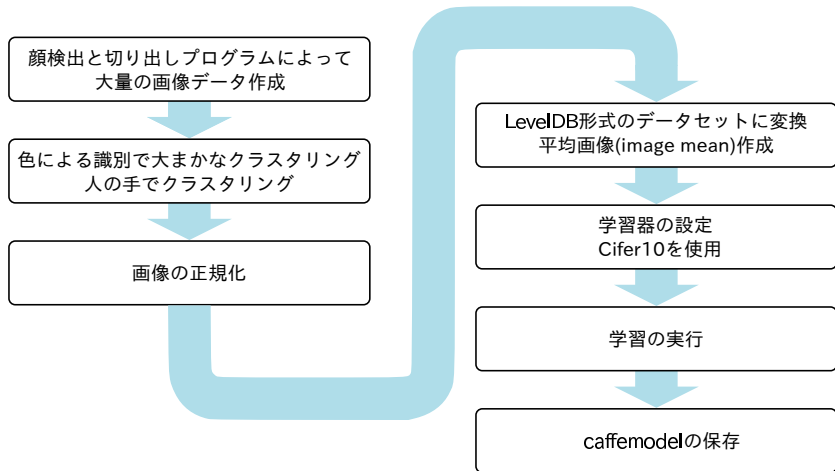 顔検出と切り出しプログラムによって
大量の画像データ作成
色による識別で大まかなクラスタリング
人の手でクラスタリング
画像の正規化
LevelDB形式のデータセットに変換
平均画像(image mean)作成
学習器の設定
Cifer10を使用
学習の実行
caffemodelの保存